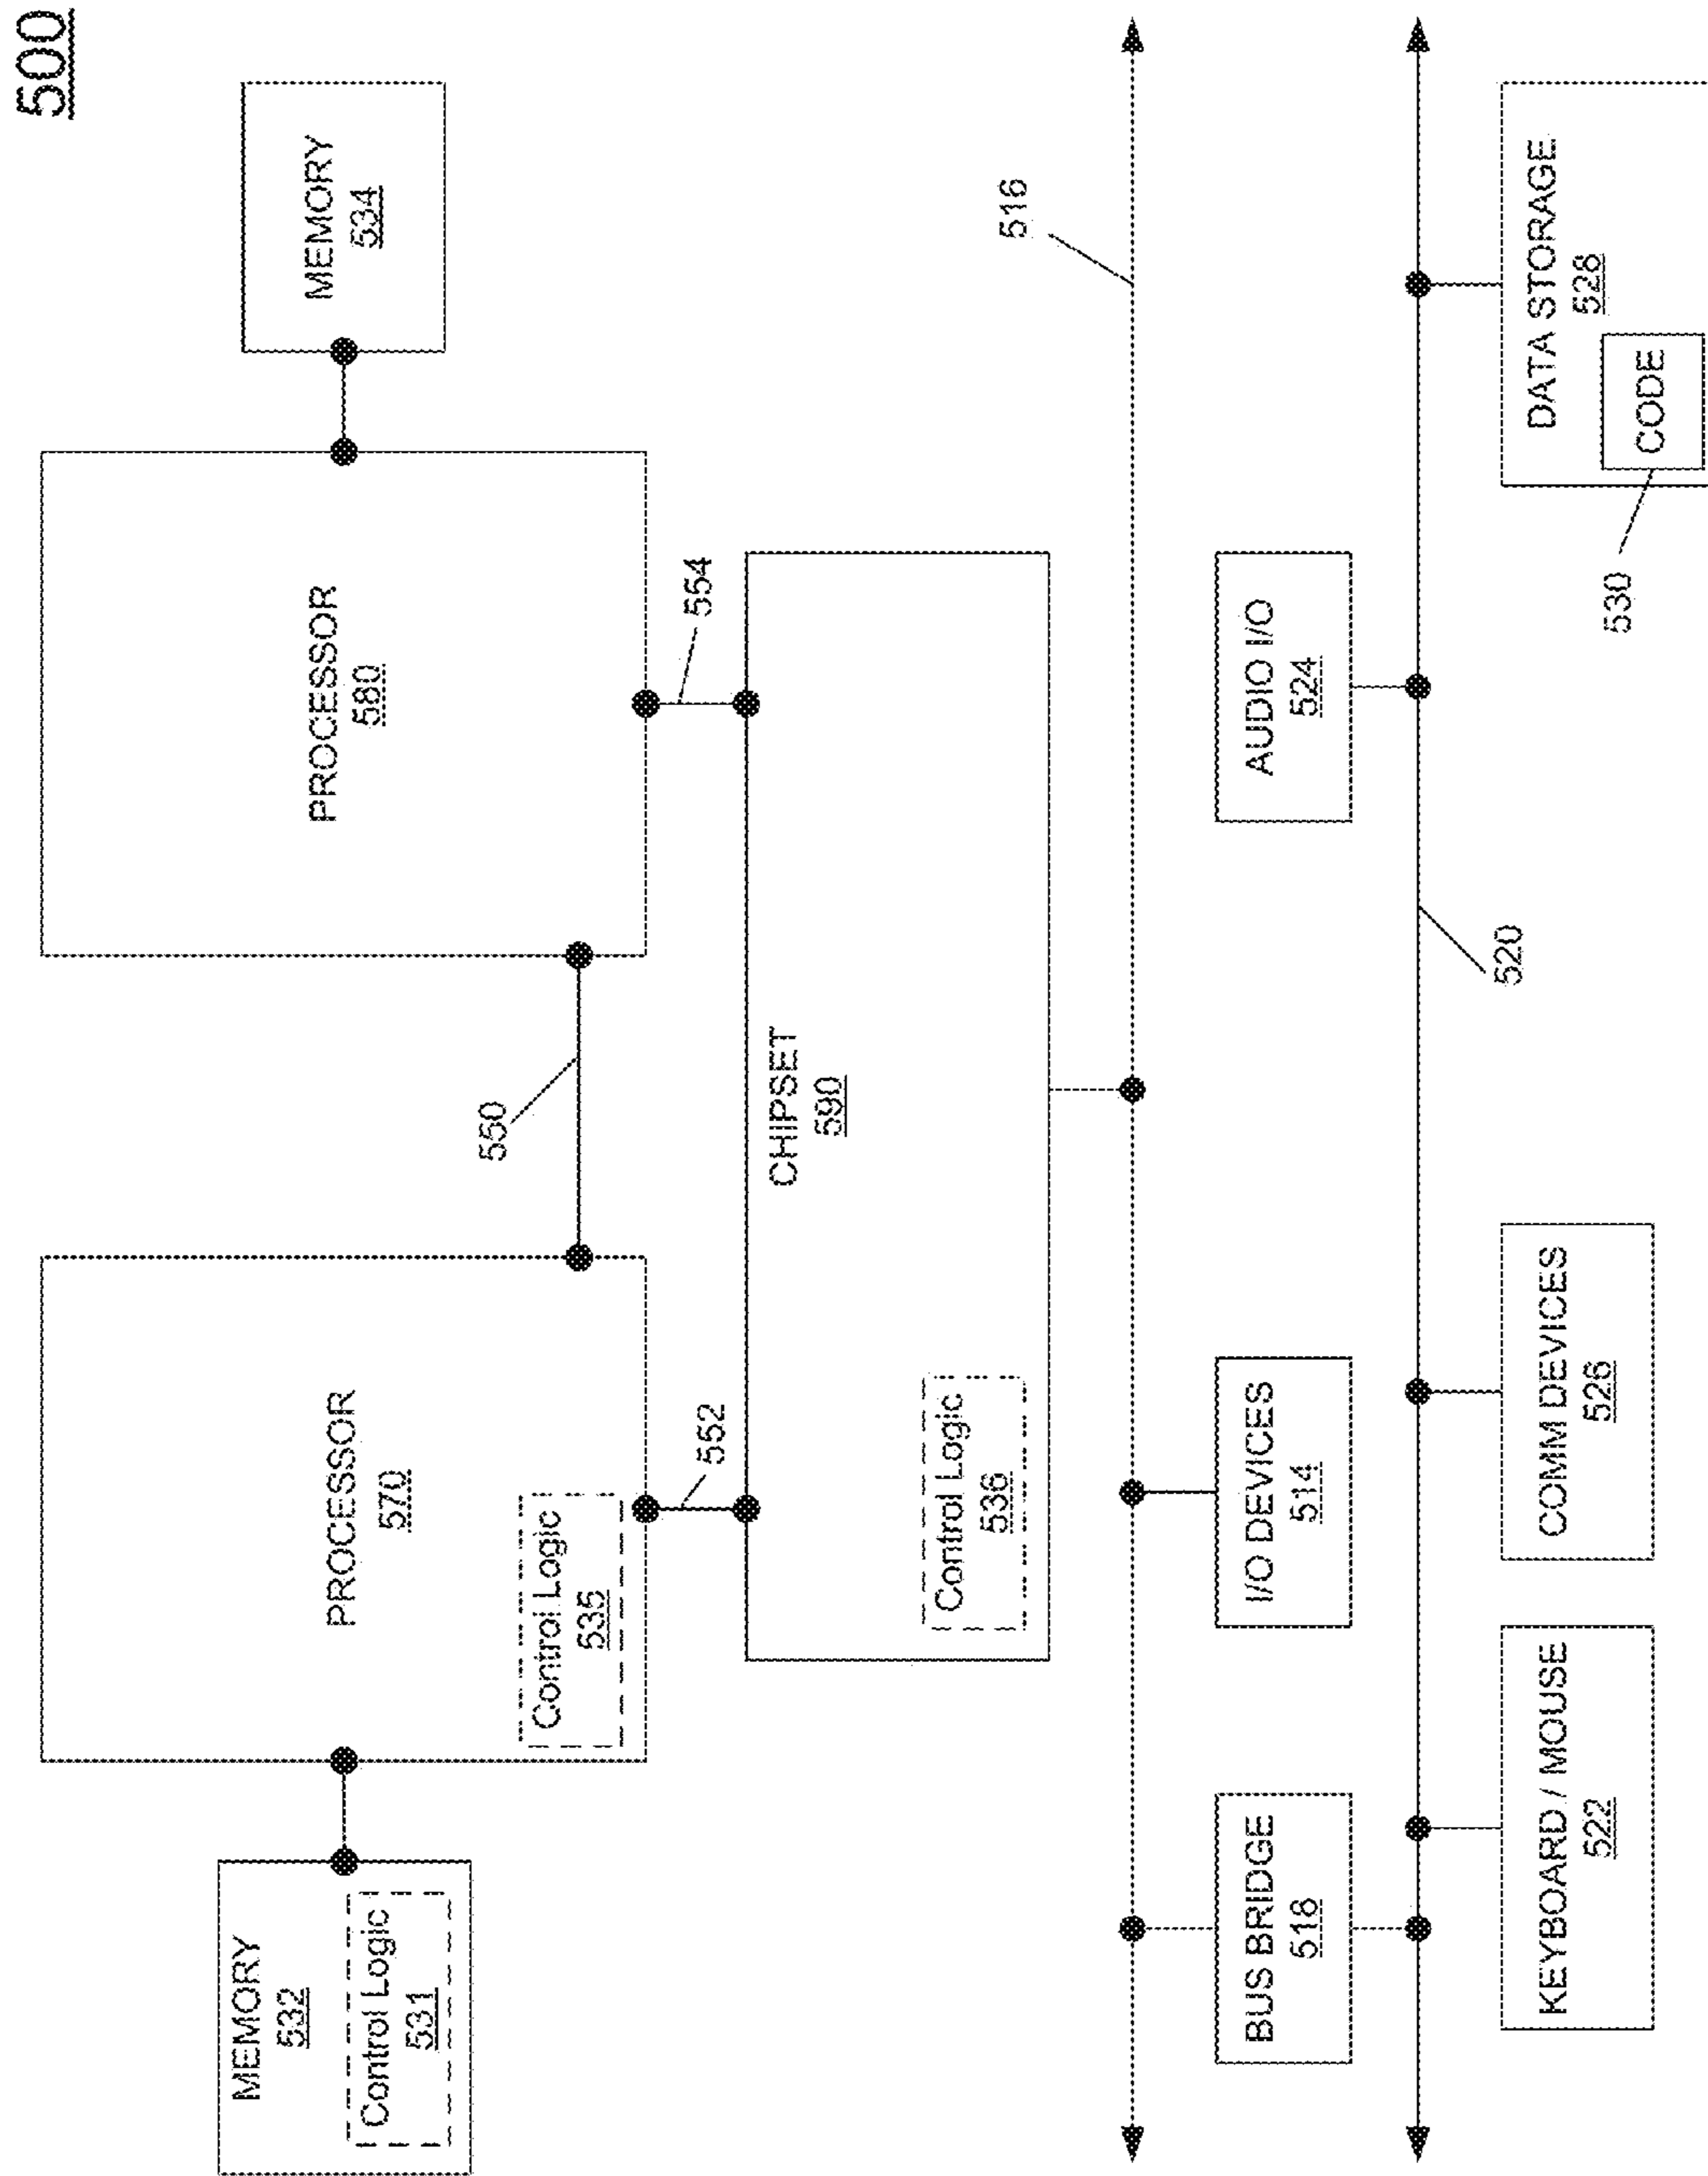 500
MEMORY
532
Control Logic
531
PROCESSOR
570
Control Logic
535
PROCESSOR
580
MEMORY
534
550
552
554
CHIPSET
590
Control Logic
536
516
BUS BRIDGE
518
I/O DEVICES
514
AUDIO I/O
524
520
KEYBOARD / MOUSE
522
COMM DEVICES
526
DATA STORAGE
528
CODE
530